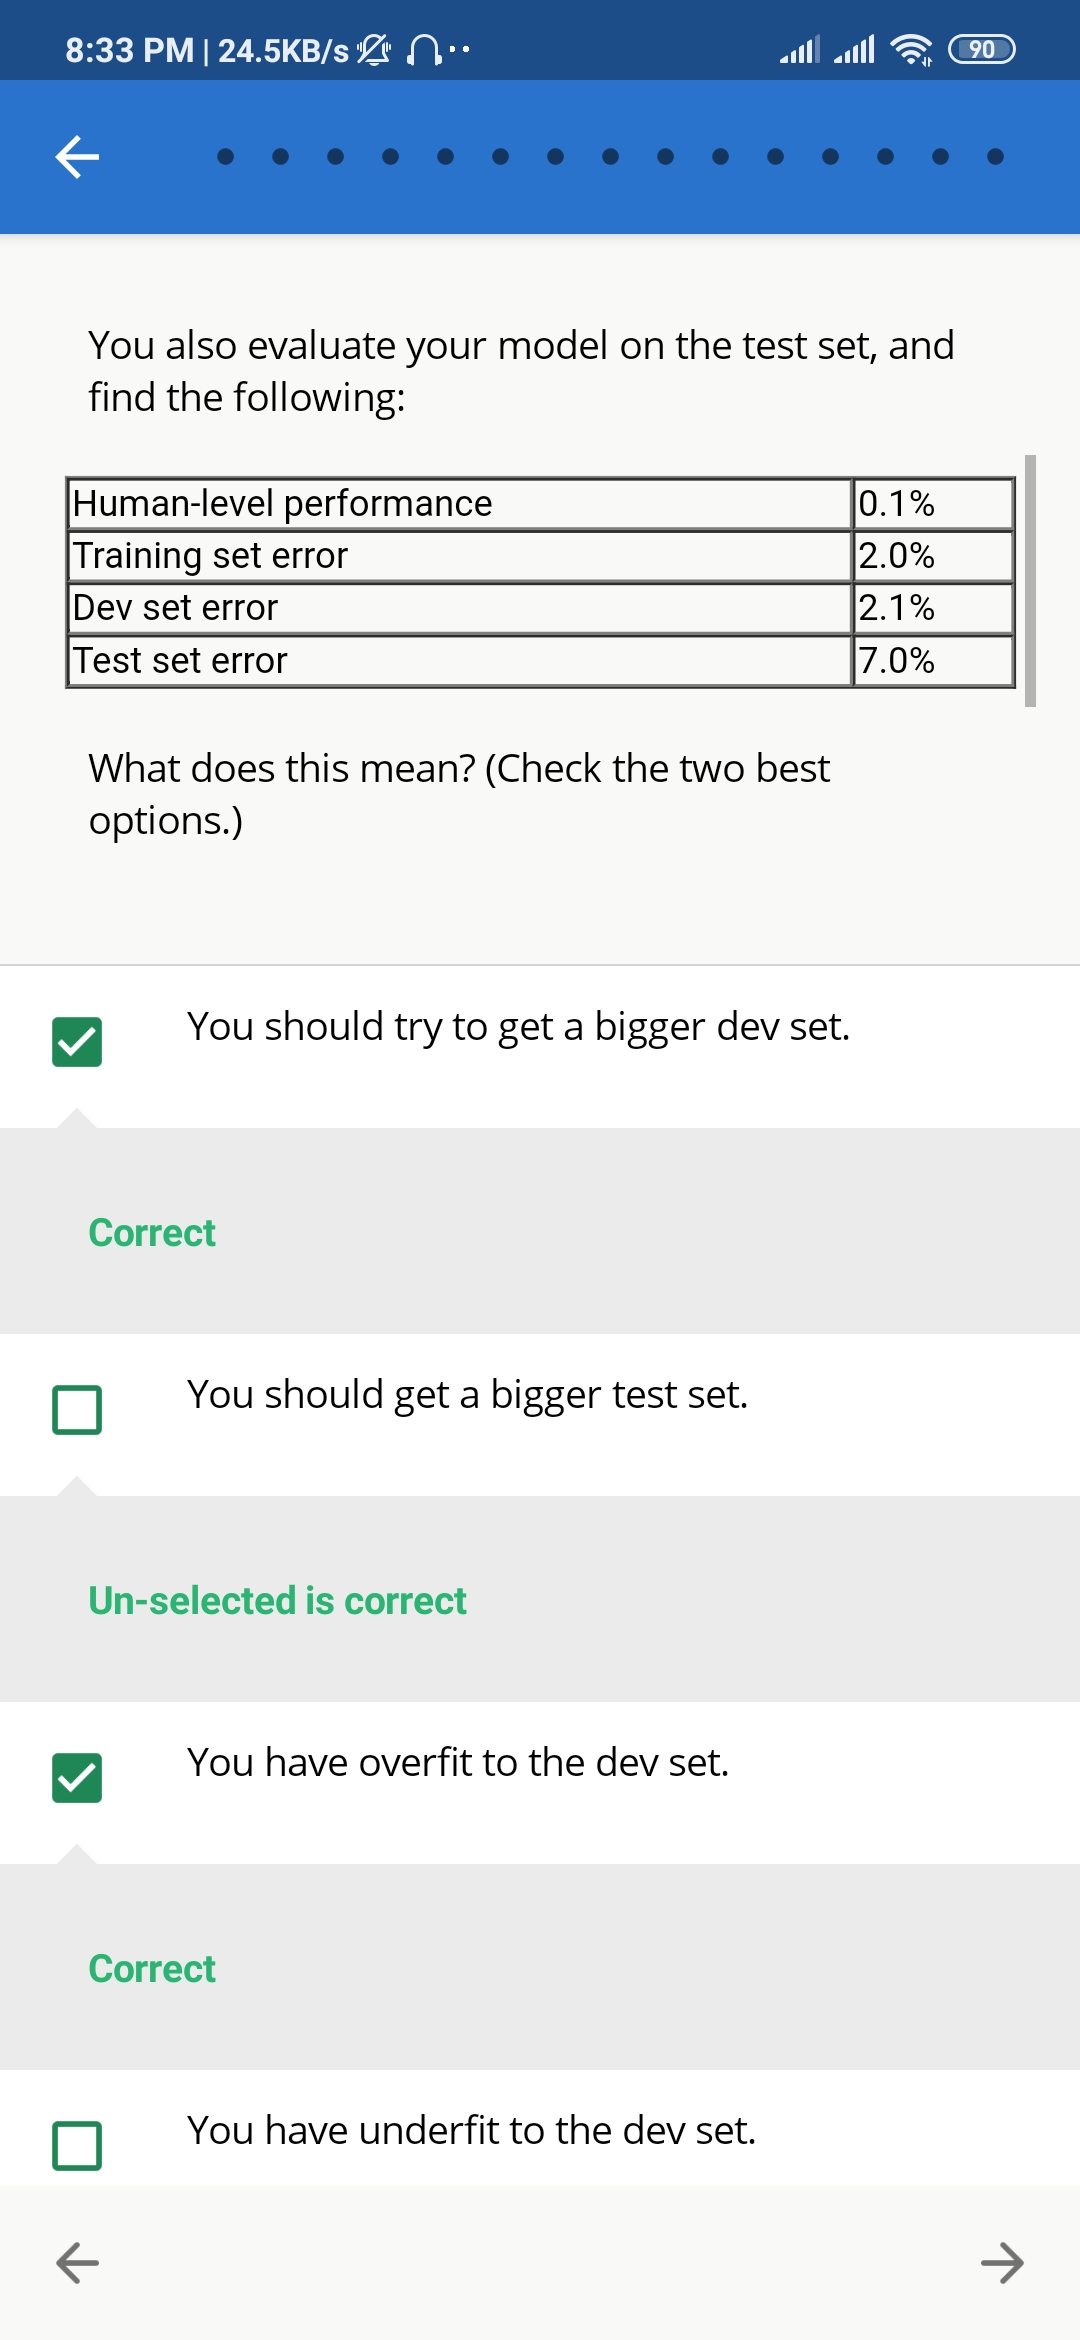 8:33 PM | 24.5KB/s
90
You also evaluate your model on the test set, and
find the following:
Human-level performance 0.1%
Training set error 2.0%
Dev set error 2.1%
Test set error 7.0%
What does this mean? (Check the two best
options.)
You should try to get a bigger dev set.
Correct
You should get a bigger test set.
Un-selected is correct
You have overfit to the dev set.
Correct
You have underfit to the dev set.